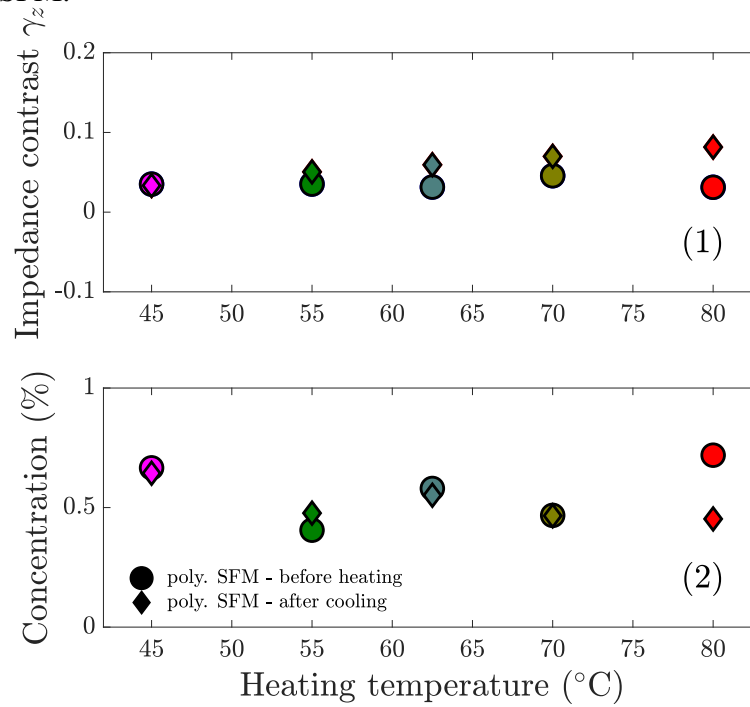 SFM.
Impedance contrast γz
0.2
0.1
0
-0.1
(1)
45 50 55 60 65 70 75 80
Concentration (%)
1
0.5
0
poly. SFM - before heating
poly. SFM - after cooling
(2)
45 50 55 60 65 70 75 80
Heating temperature (°C)